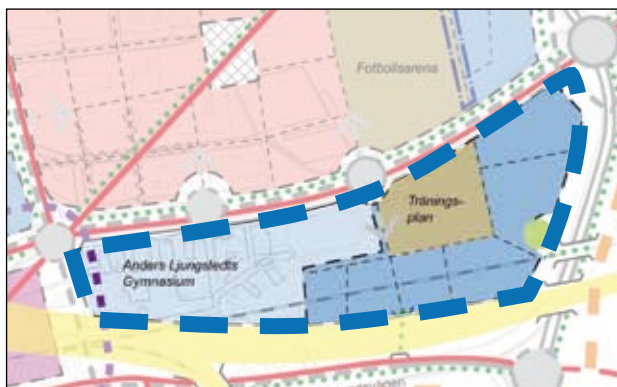 Fotbollsarena
Tränings-
plan
Anders Ljungstedts
Gymnasium